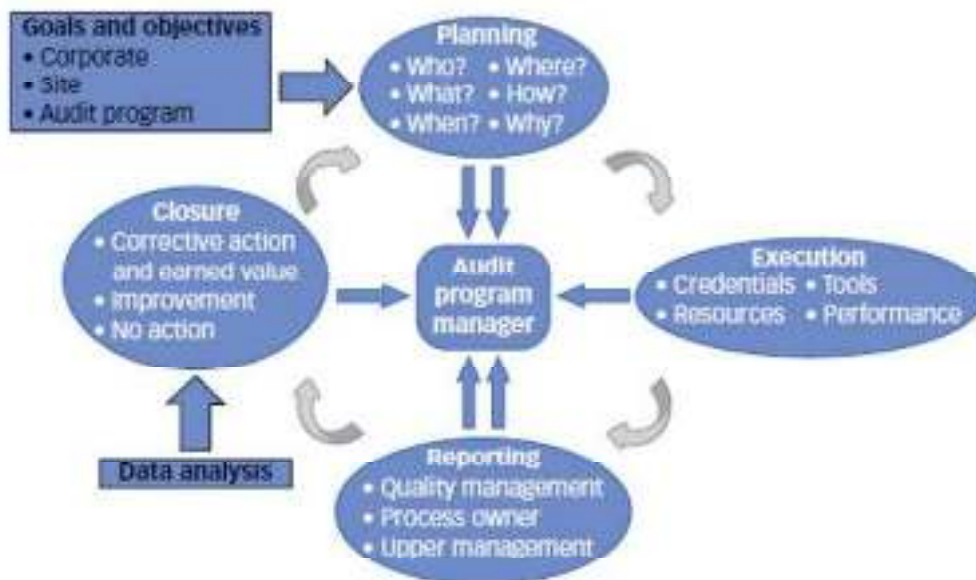 Goals and objectives
• Corporate
• Site
• Audit program
Planning
• Who? • Where?
• What? • How?
• When? • Why?
Closure
• Corrective action
and earned value
• Improvement
• No action
Audit
program
manager
Execution
• Credentials • Tools
• Resources • Performance
Data analysis
Reporting
• Quality management
• Process owner
• Upper management